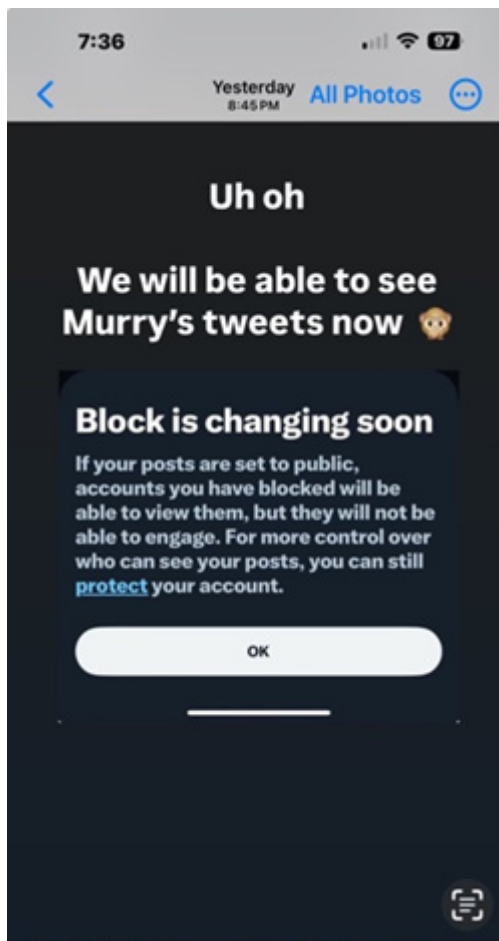 7:36
97
Yesterday
8:45 PM
All Photos
Uh oh
We will be able to see
Murry's tweets now 🙊
Block is changing soon
If your posts are set to public,
accounts you have blocked will be
able to view them, but they will not be
able to engage. For more control over
who can see your posts, you can still
protect your account.
OK